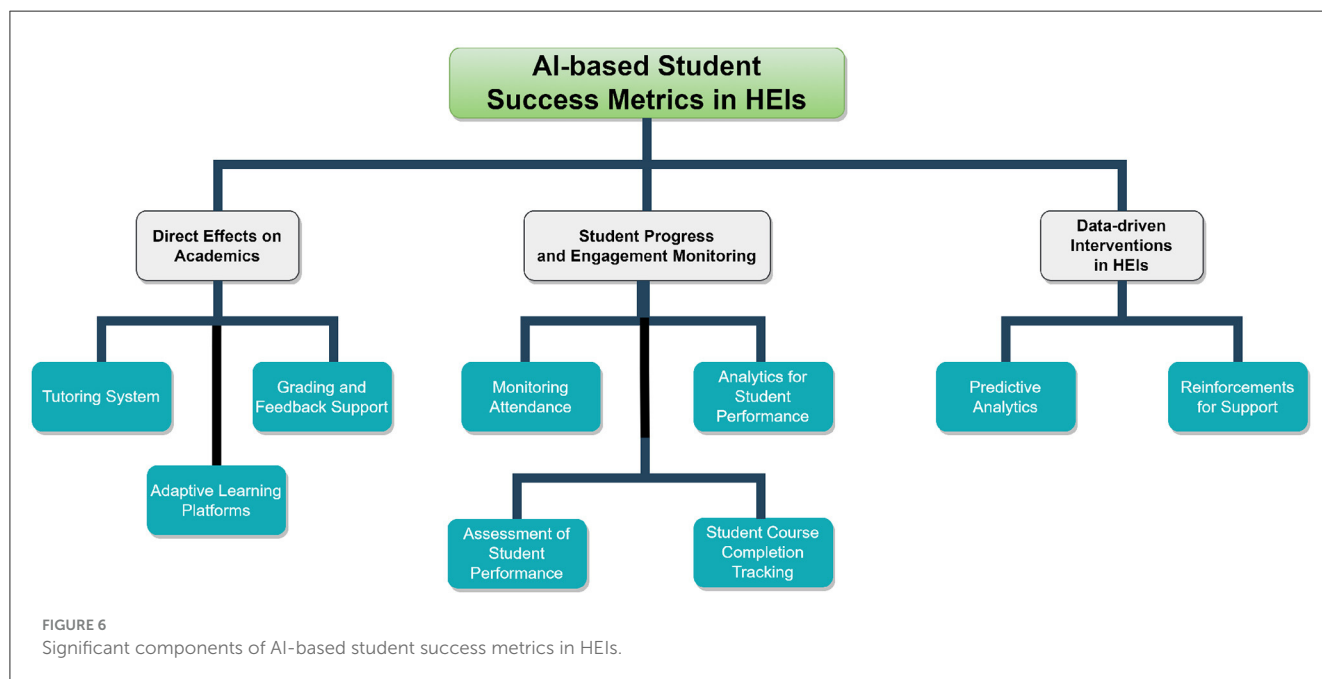 AI-based Student
Success Metrics in HEIs
Direct Effects on
Academics
Student Progress
and Engagement Monitoring
Data-driven
Interventions
in HEIs
Tutoring System
Grading and
Feedback Support
Monitoring
Attendance
Analytics for
Student
Performance
Predictive
Analytics
Reinforcements
for Support
Adaptive Learning
Platforms
Assessment of
Student
Performance
Student Course
Completion
Tracking
FIGURE 6
Significant components of AI-based student success metrics in HEIs.